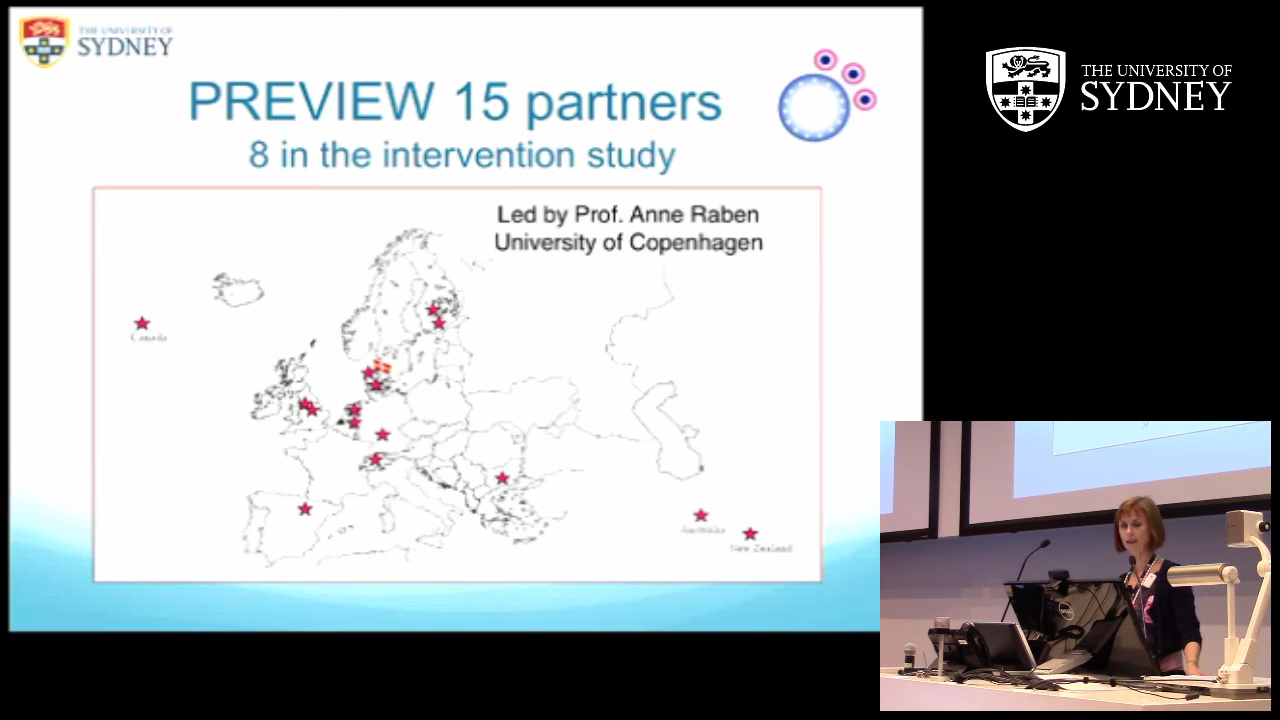 THE UNIVERSITY OF
SYDNEY
PREVIEW 15 partners
8 in the intervention study
Led by Prof. Anne Raben
University of Copenhagen
Canada
Australia
New Zealand
THE UNIVERSITY OF
SYDNEY
DELL